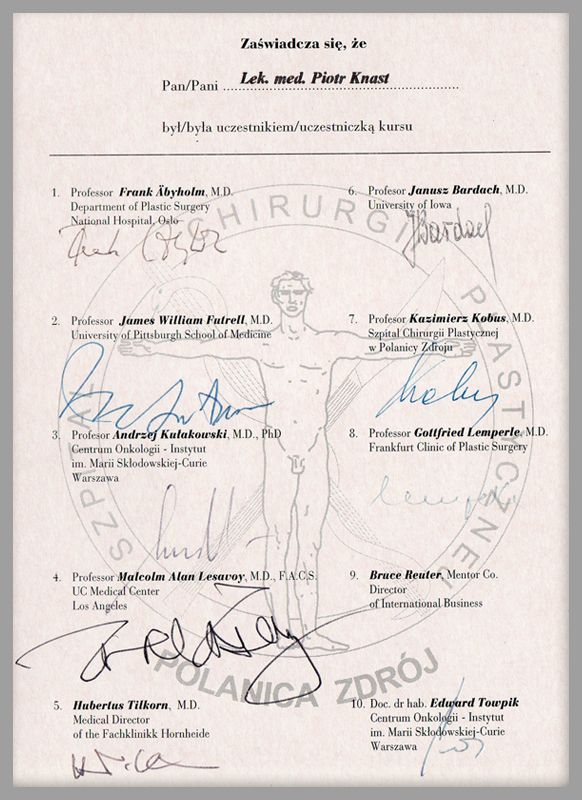 Zaświadcza się, że
Pan/Pani Lek. med. Piotr Knast
był/była uczestnikiem/uczestniczką kursu
1. Professor Frank Äbyholm, M.D.
Department of Plastic Surgery
National Hospital, Oslo
2. Professor James William Futrell, M.D.
University of Pittsburgh School of Medicine
3. Profesor Andrzej Kułakowski, M.D., PhD
Centrum Onkologii - Instytut
im. Marii Skłodowskiej-Curie
Warszawa
4. Profesor Malcolm Alan Lesavoy, M.D., F.A.C.S.
UC Medical Center
Los Angeles
5. Hubertus Tilkorn, M.D.
Medical Director
of the Fachklinikk Hornheide
6. Profesor Janusz Bardach, M.D.
University of Iowa
JBardach
7. Profesor Kazimierz Kobus, M.D.
Szpital Chirurgii Plastycznej
w Polanicy Zdroju
Kobus
8. Profesor Gottfried Lemperle, M.D.
Frankfurt Clinic of Plastic Surgery
9. Bruce Reuter, Mentor Co.
Director
of International Business
10. Doc. dr hab. Edward Towpik
Centrum Onkologii - Instytut
im. Marii Skłodowskiej-Curie
Warszawa
SZPITAL CHIRURGII PLASTYCZNEJ
POLANICA ZDRÓJ